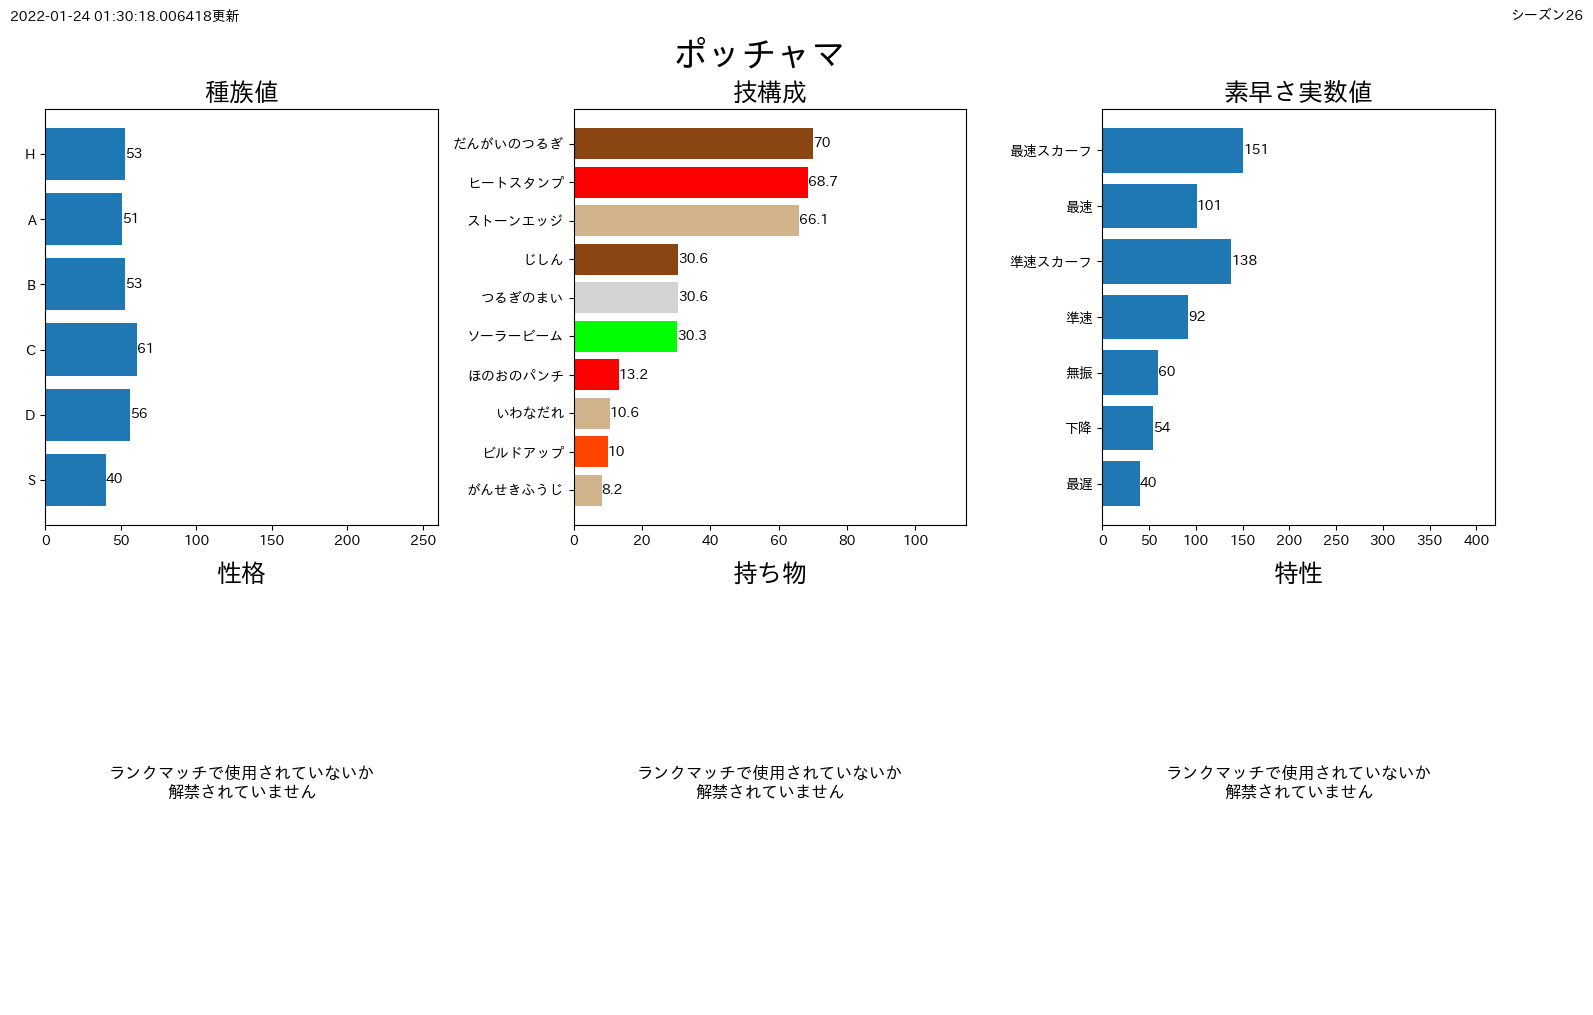 2022-01-24 01:30:18.006418更新
シーズン26
ポッチャマ
種族値
H 53
A 51
B 53
C 61
D 56
S 40
0 50 100 150 200 250
技構成
だんがいのつるぎ 70
ヒートスタンプ 68.7
ストーンエッジ 66.1
じしん 30.6
つるぎのまい 30.6
ソーラービーム 30.3
ほのおのパンチ 13.2
いわなだれ 10.6
ビルドアップ 10
がんせきふうじ 8.2
0 20 40 60 80 100
素早さ実数値
最速スカーフ 151
最速 101
準速スカーフ 138
準速 92
無振 60
下降 54
最遅 40
0 50 100 150 200 250 300 350 400
性格
ランクマッチで使用されていないか
解禁されていません
持ち物
ランクマッチで使用されていないか
解禁されていません
特性
ランクマッチで使用されていないか
解禁されていません